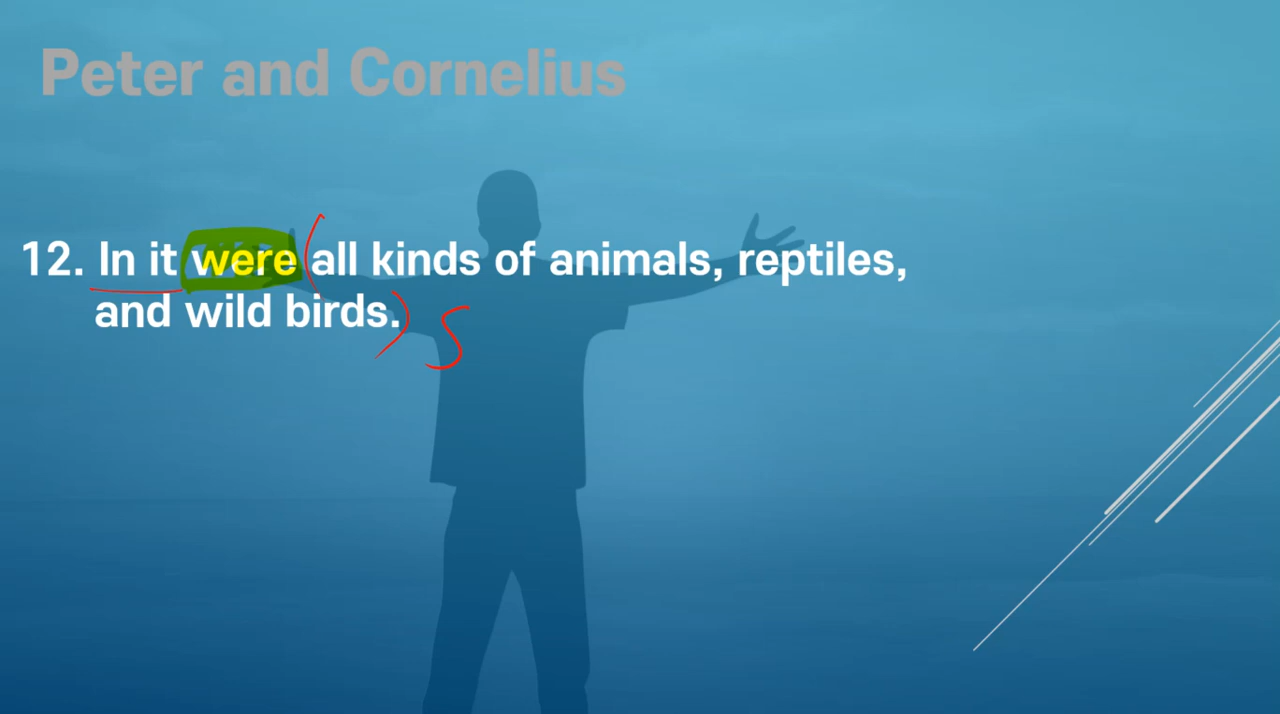 Peter and Cornelius
12. In it were all kinds of animals, reptiles,
and wild birds.
S